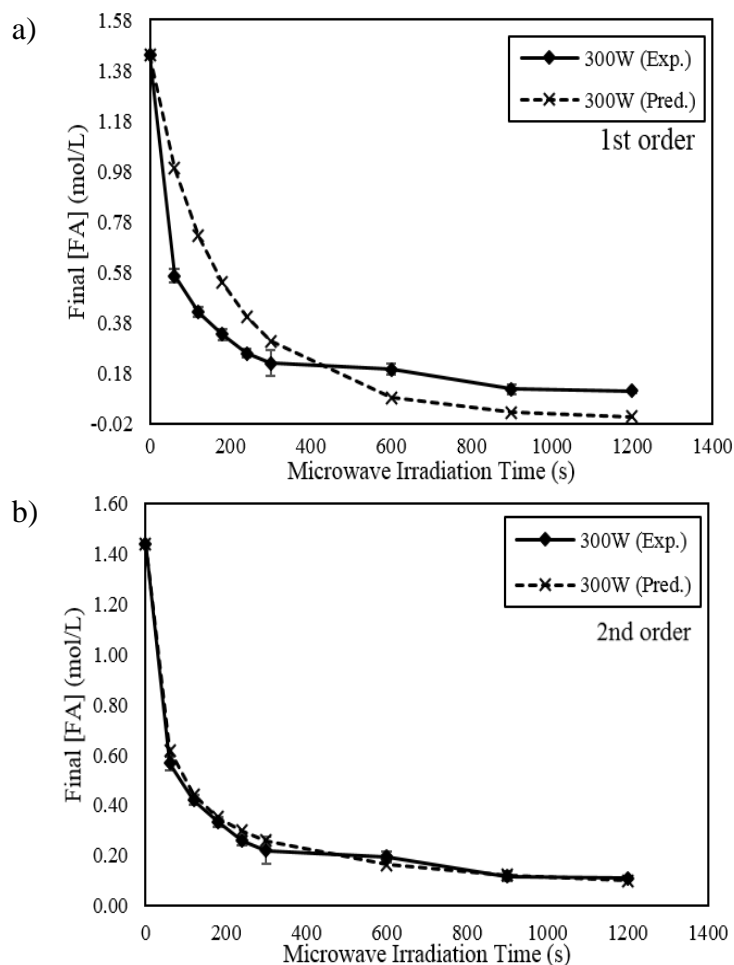 a)
1.58
1.38
1.18
0.98
0.58
0.38
0.18
-0.02
Final [FA] (mol/L)
300W (Exp.)
300W (Pred.)
1st order
0 200 400 600 800 1000 1200 1400
Microwave Irradiation Time (s)
b)
1.60
1.40
1.20
1.00
0.80
0.60
0.40
0.20
0.00
Final [FA] (mol/L)
300W (Exp.)
300W (Pred.)
2nd order
0 200 400 600 800 1000 1200 1400
Microwave Irradiation Time (s)